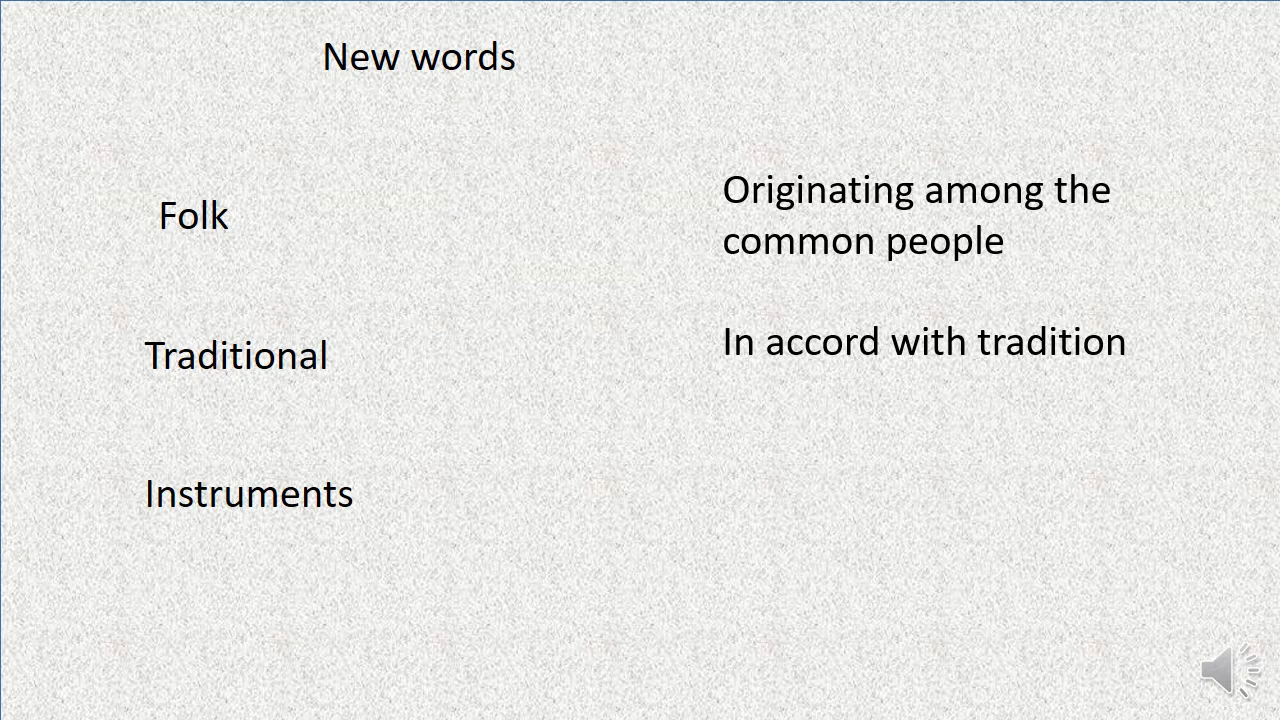 New words
Folk
Originating among the
common people
Traditional
In accord with tradition
Instruments